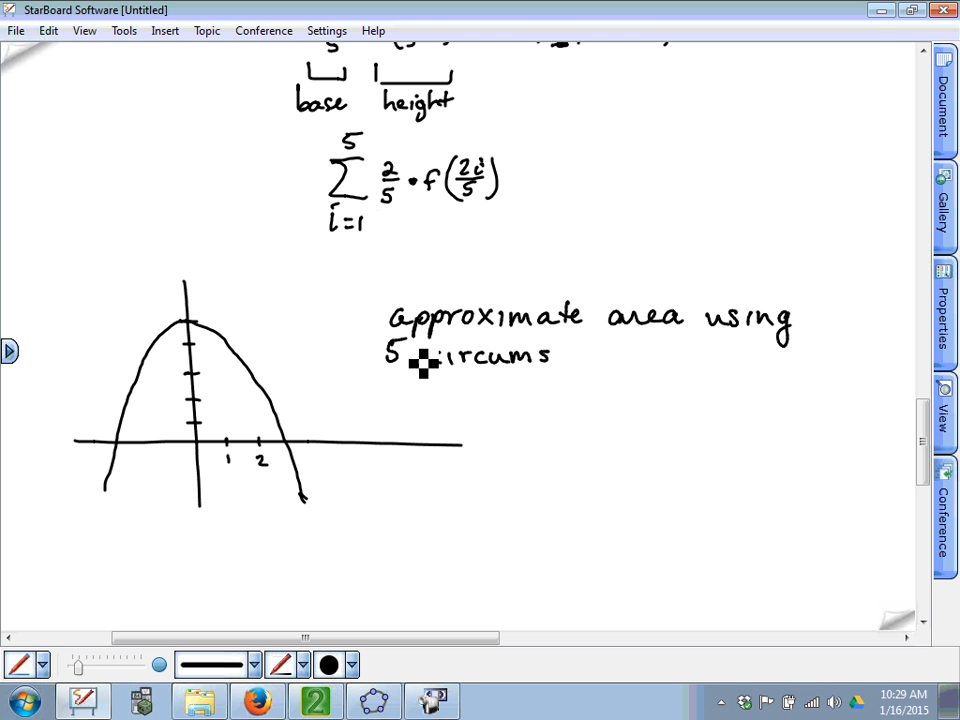 StarBoard Software [Untitled]
File Edit View Tools Insert Topic Conference Settings Help
base height
5
∑ 2/5 • f(2i/5)
i=1
approximate area using
5 circums
1 2
Document
Gallery
Properties
View
Conference
10:29 AM
1/16/2015